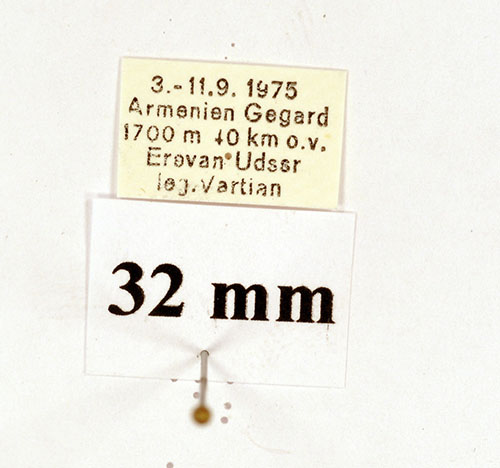 3.-11.9. 1975
Armenien Gegard
1700 m 40 km o.v.
Erevan Udssr
leg. Vartian
32 mm